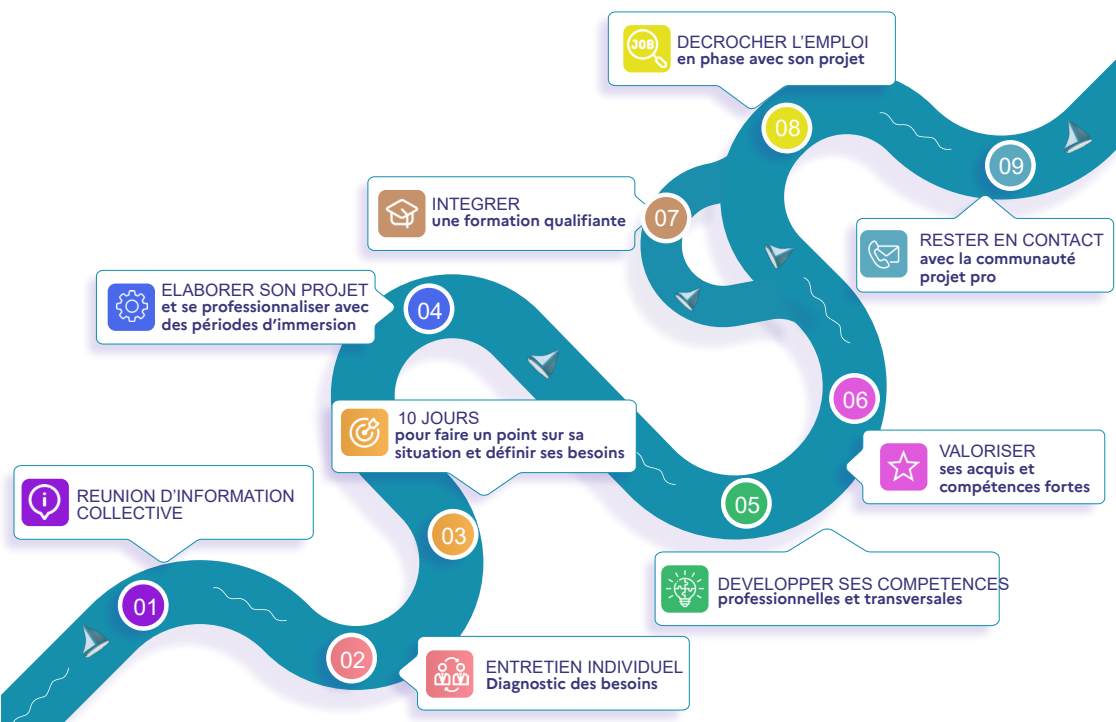 JOB
DECROCHER L'EMPLOI
en phase avec son projet
08
09
INTEGRER
une formation qualifiante
07
RESTER EN CONTACT
avec la communauté
projet pro
ELABORER SON PROJET
et se professionnaliser avec
des périodes d'immersion
04
06
10 JOURS
pour faire un point sur sa
situation et définir ses besoins
VALORISER
ses acquis et
compétences fortes
i
REUNION D'INFORMATION
COLLECTIVE
05
03
DEVELOPPER SES COMPETENCES
professionnelles et transversales
01
02
ENTRETIEN INDIVIDUEL
Diagnostic des besoins